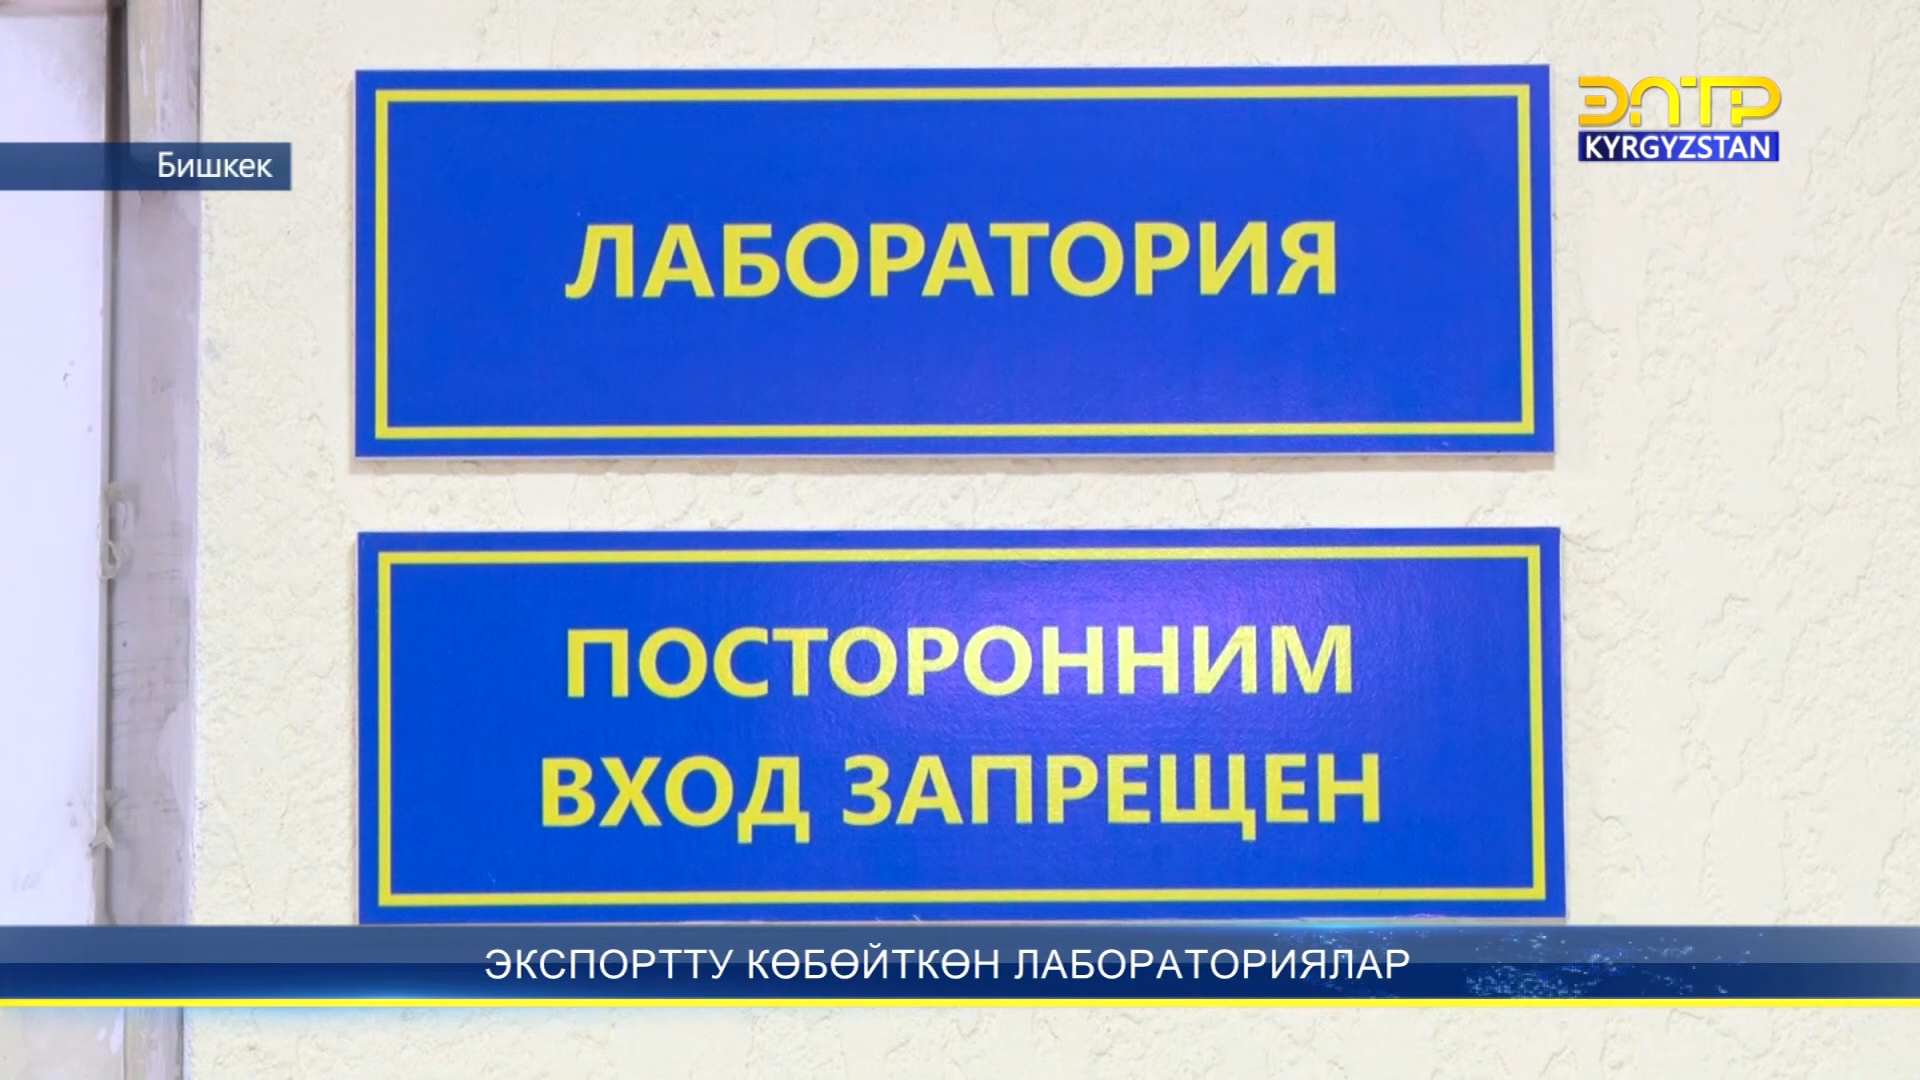 ЭЛТР
KYRGYZSTAN
Бишкек
ЛАБОРАТОРИЯ
ПОСТОРОННИМ
ВХОД ЗАПРЕЩЕН
ЭКСПОРТТУ КӨБӨЙТКӨН ЛАБОРАТОРИЯЛАР